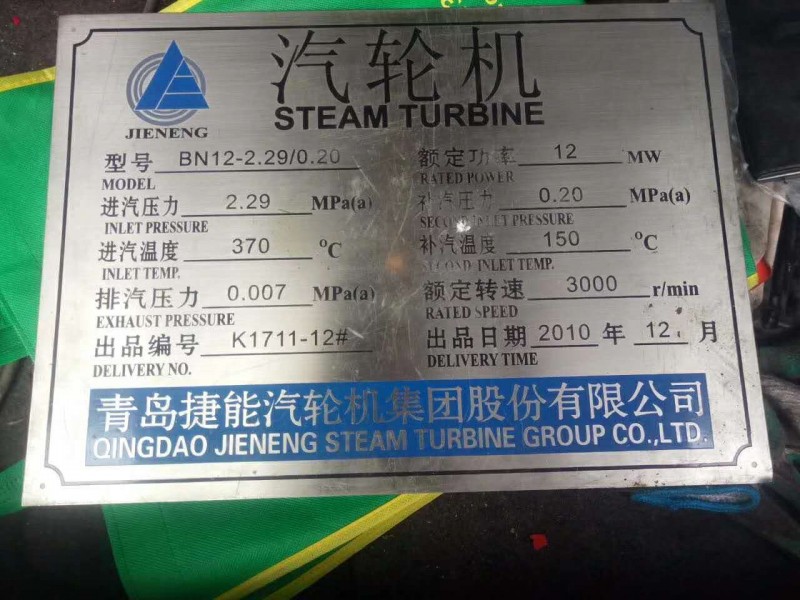 汽轮机
STEAM TURBINE
JIENENG
型号 BN12-2.29/0.20
MODEL
额定功率 12 MW
RATED POWER
进汽压力 2.29 MPa(a)
INLET PRESSURE
补汽压力 0.20 MPa(a)
SECOND INLET PRESSURE
进汽温度 370 °C
INLET TEMP.
补汽温度 150 °C
SECOND INLET TEMP.
排汽压力 0.007 MPa(a)
EXHAUST PRESSURE
额定转速 3000 r/min
RATED SPEED
出品编号 K1711-12#
DELIVERY NO.
出品日期 2010 年 12 月
DELIVERY TIME
青岛捷能汽轮机集团股份有限公司
QINGDAO JIENENG STEAM TURBINE GROUP CO.,LTD.